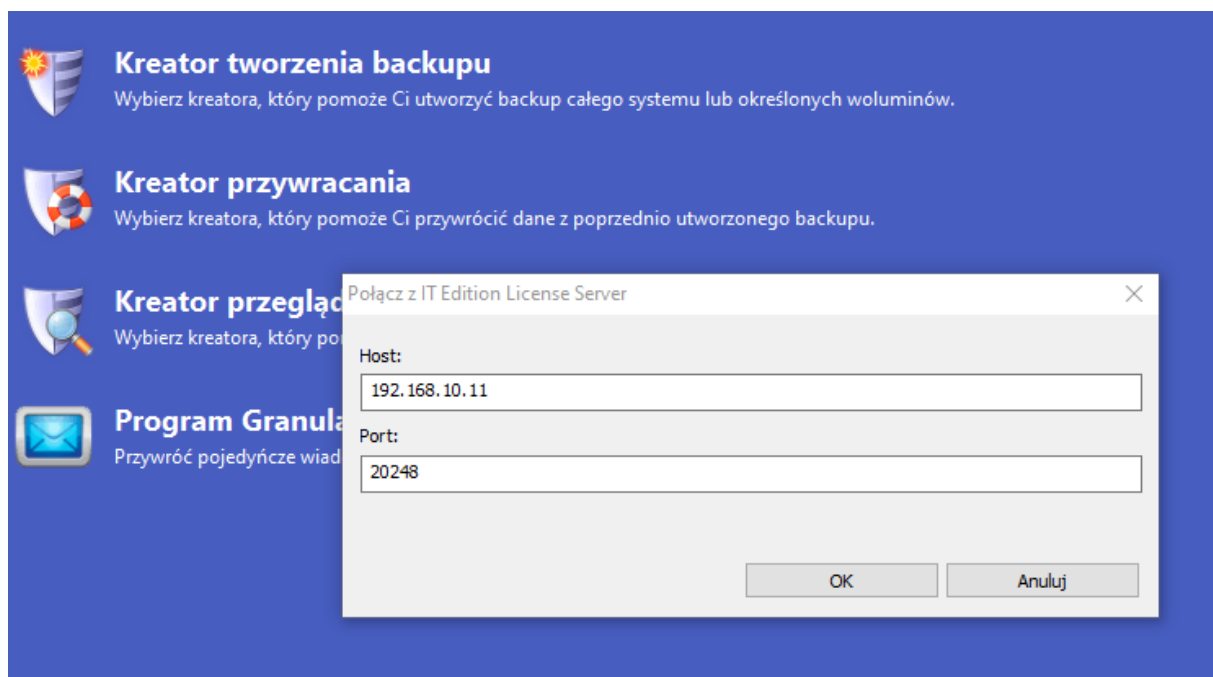 Kreator tworzenia backupu
Wybierz kreatora, który pomoże Ci utworzyć backup całego systemu lub określonych woluminów.
Kreator przywracania
Wybierz kreatora, który pomoże Ci przywrócić dane z poprzednio utworzonego backupu.
Kreator przegląd
Wybierz kreatora, który po
Program Granula
Przywróć pojedyńcze wiad
Połącz z IT Edition License Server
Host:
192.168.10.11
Port:
20248
OK
Anuluj